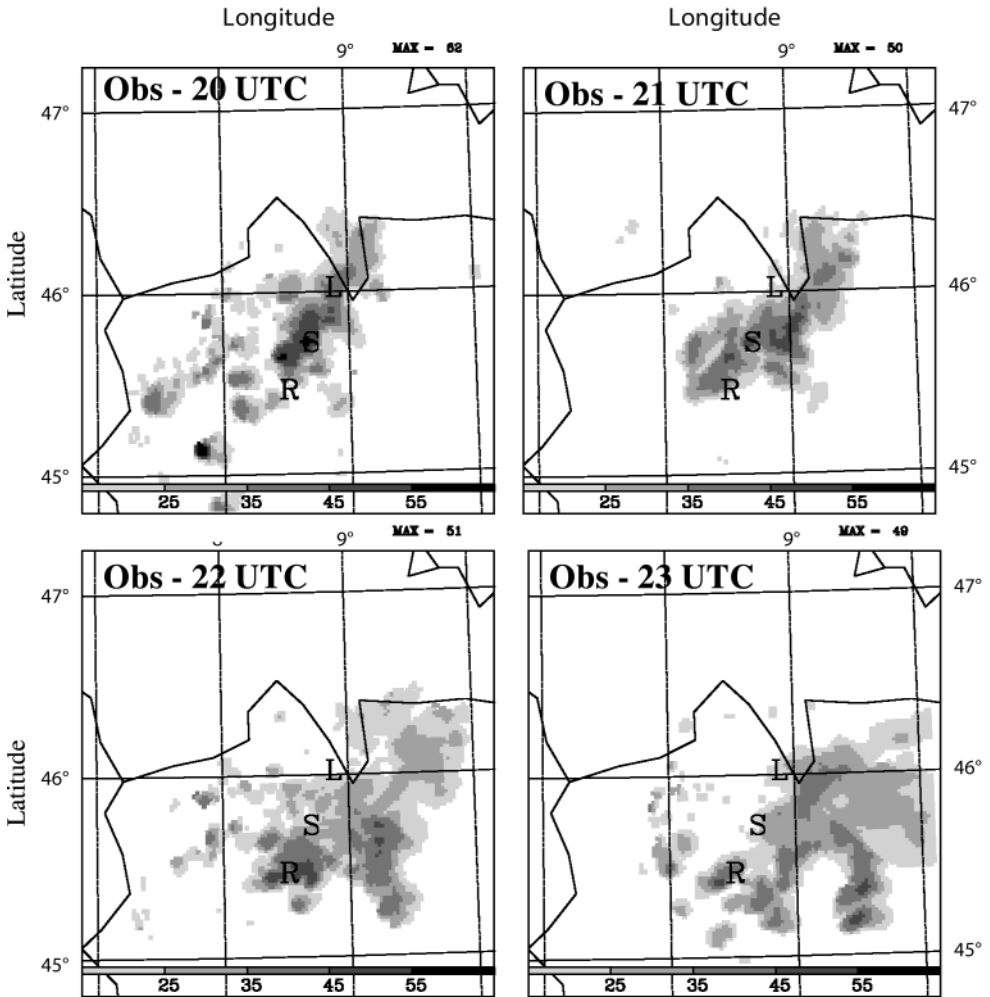 Longitude
Longitude
9° MAX - 62
9° MAX - 50
Obs - 20 UTC
Obs - 21 UTC
47°
47°
Latitude
46°
L
L
46°
S
S
R
R
45°
45°
25 35 45 55
25 35 45 55
9° MAX - 51
9° MAX - 49
Obs - 22 UTC
Obs - 23 UTC
47°
47°
Latitude
46°
L
L
46°
S
S
R
R
45°
45°
25 35 45 55
25 35 45 55